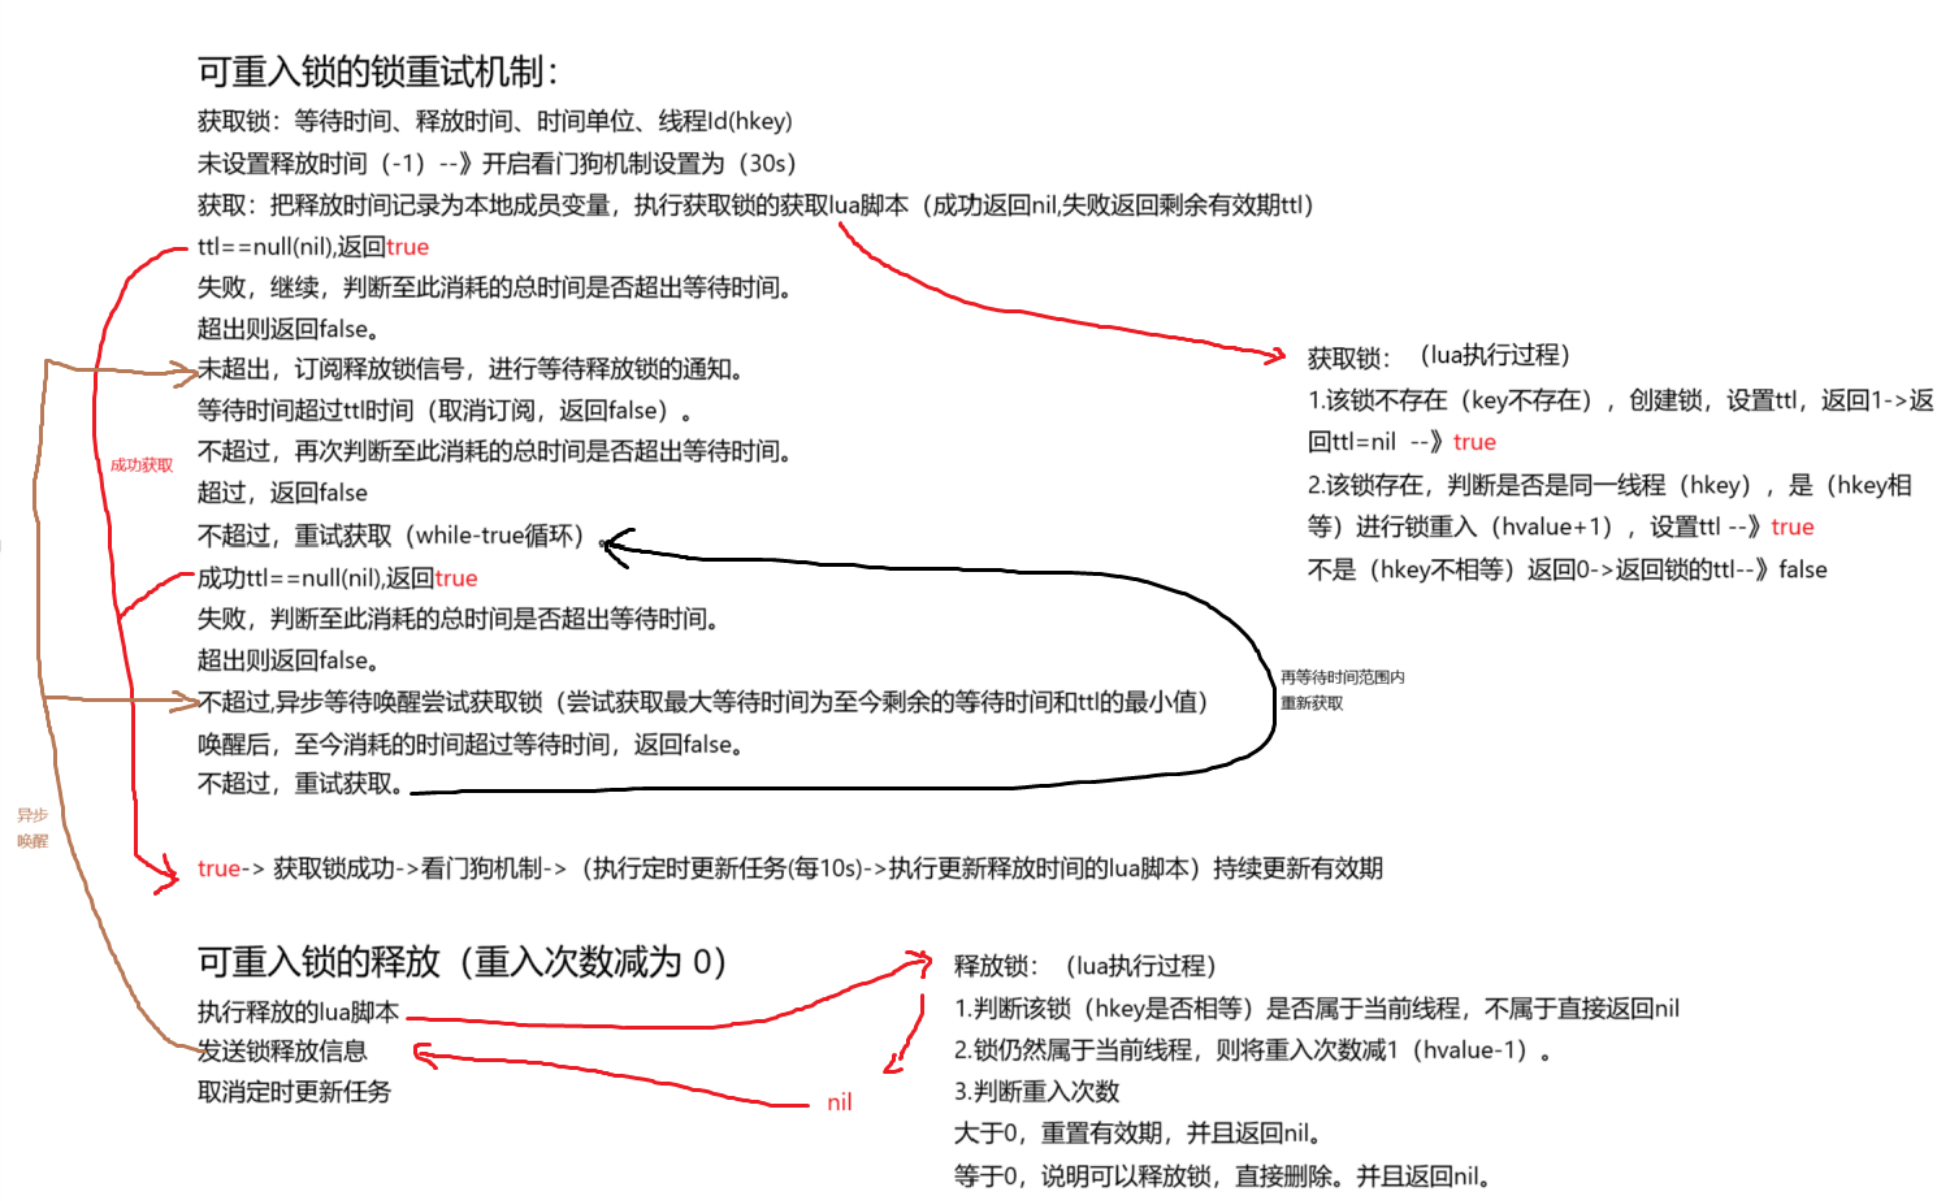 可重入锁的锁重试机制：
获取锁：等待时间、释放时间、时间单位、线程Id(hkey)
未设置释放时间（-1）--》开启看门狗机制设置为（30s）
获取：把释放时间记录为本地成员变量，执行获取锁的获取lua脚本（成功返回nil,失败返回剩余有效期ttl）
ttl==null(nil),返回true
失败，继续，判断至此消耗的总时间是否超出等待时间。
超出则返回false。
未超出，订阅释放锁信号，进行等待释放锁的通知。
等待时间超过ttl时间（取消订阅，返回false）.
不超过，再次判断至此消耗的总时间是否超出等待时间。
超过，返回false
不超过，重试获取（while-true循环）。
成功ttl==null(nil),返回true
失败，判断至此消耗的总时间是否超出等待时间。
超出则返回false。
不超过,异步等待唤醒尝试获取锁（尝试获取最大等待时间为至今剩余的等待时间和ttl的最小值）
唤醒后，至今消耗的时间超过等待时间，返回false。
不超过，重试获取。
成功获取
异步
唤醒
再等待时间范围内
重新获取
获取锁：（lua执行过程）
1.该锁不存在（key不存在），创建锁，设置ttl，返回1->返
回ttl=nil --》true
2.该锁存在，判断是否是同一线程（hkey），是（hkey相
等）进行锁重入（hvalue+1），设置ttl --》true
不是（hkey不相等）返回0->返回锁的ttl--》false
true-> 获取锁成功->看门狗机制->（执行定时更新任务(每10s)->执行更新释放时间的lua脚本）持续更新有效期
可重入锁的释放（重入次数减为 0）
执行释放的lua脚本
发送锁释放信息
取消定时更新任务
nil
释放锁：（lua执行过程）
1.判断该锁（hkey是否相等）是否属于当前线程，不属于直接返回nil
2.锁仍然属于当前线程，则将重入次数减1（hvalue-1）.
3.判断重入次数
大于0，重置有效期，并且返回nil。
等于0，说明可以释放锁，直接删除。并且返回nil。